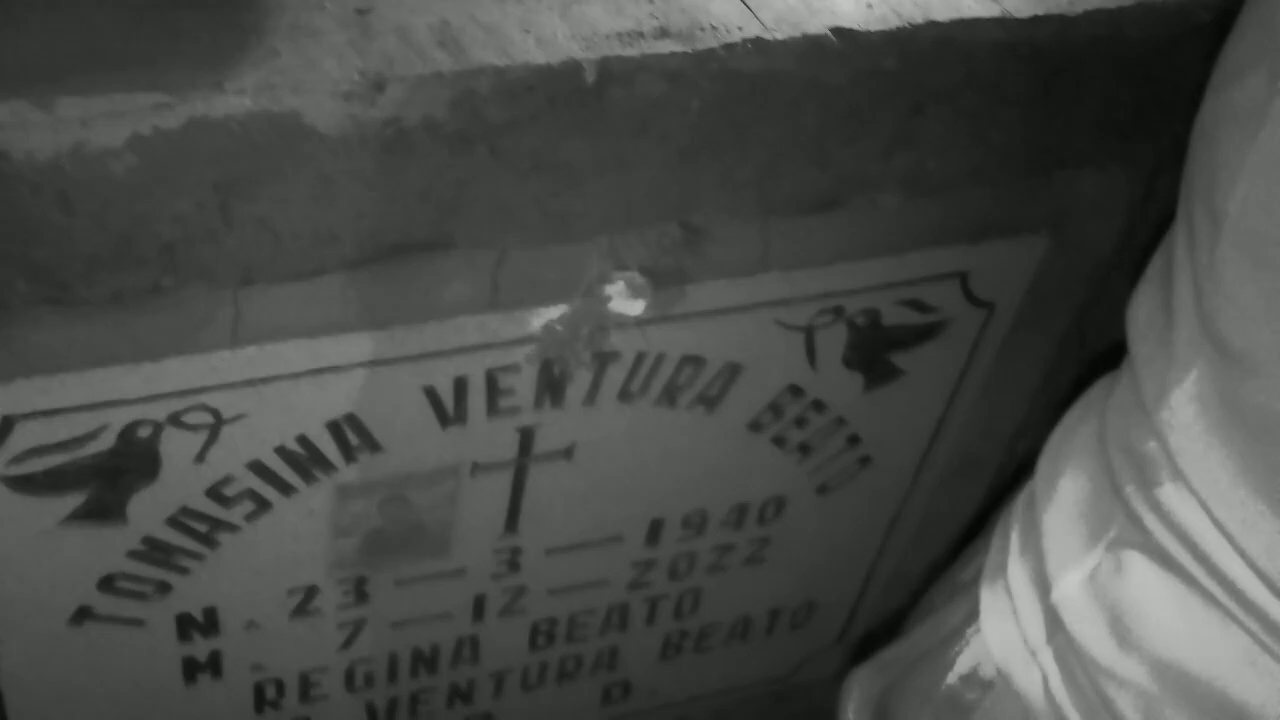 TOMASINA VENTURA BEATO
N. 23 — 3 — 1940
M. 7 — 12 — 2022
REGINA BEATO
VENTURA BEATO